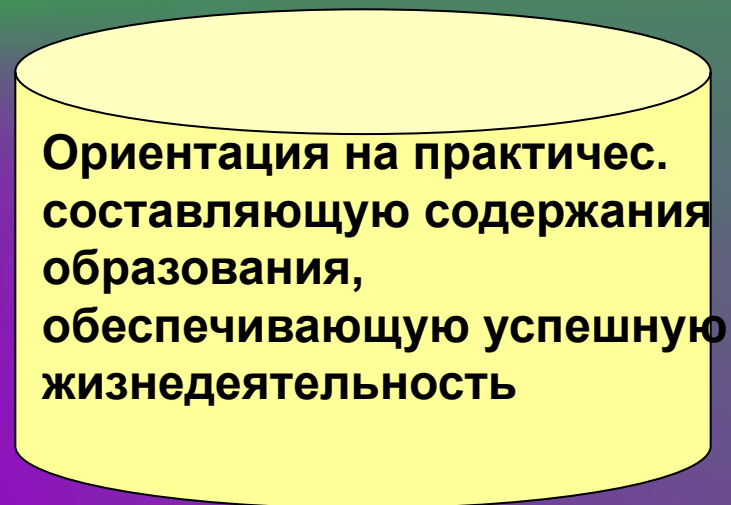 Ориентация на практичес.
составляющую содержания
образования,
обеспечивающую успешную
жизнедеятельность